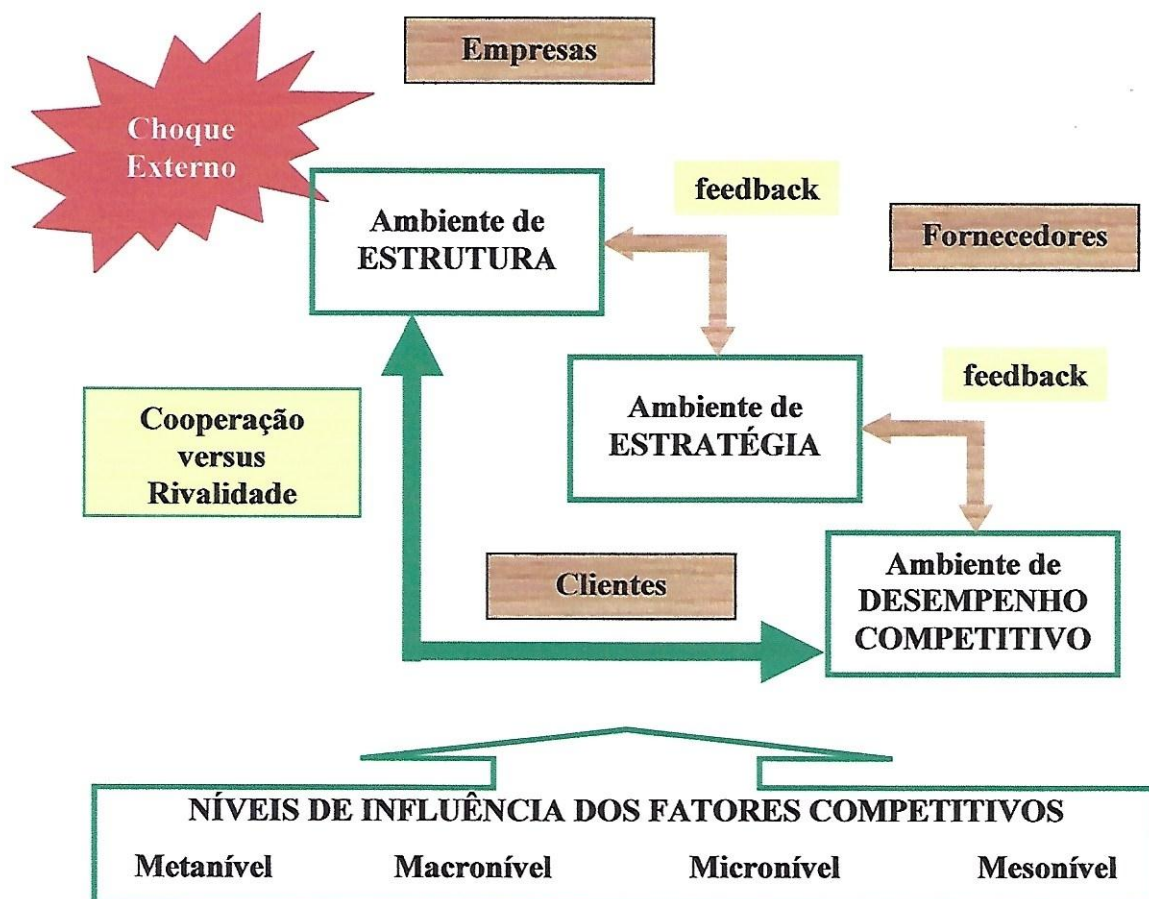 Empresas
Choque
Externo
feedback
Ambiente de
ESTRUTURA
Fornecedores
feedback
Cooperação
versus
Rivalidade
Ambiente de
ESTRATÉGIA
Clientes
Ambiente de
DESEMPENHO
COMPETITIVO
NÍVEIS DE INFLUÊNCIA DOS FATORES COMPETITIVOS
Metanível Macronível Micronível Mesonível